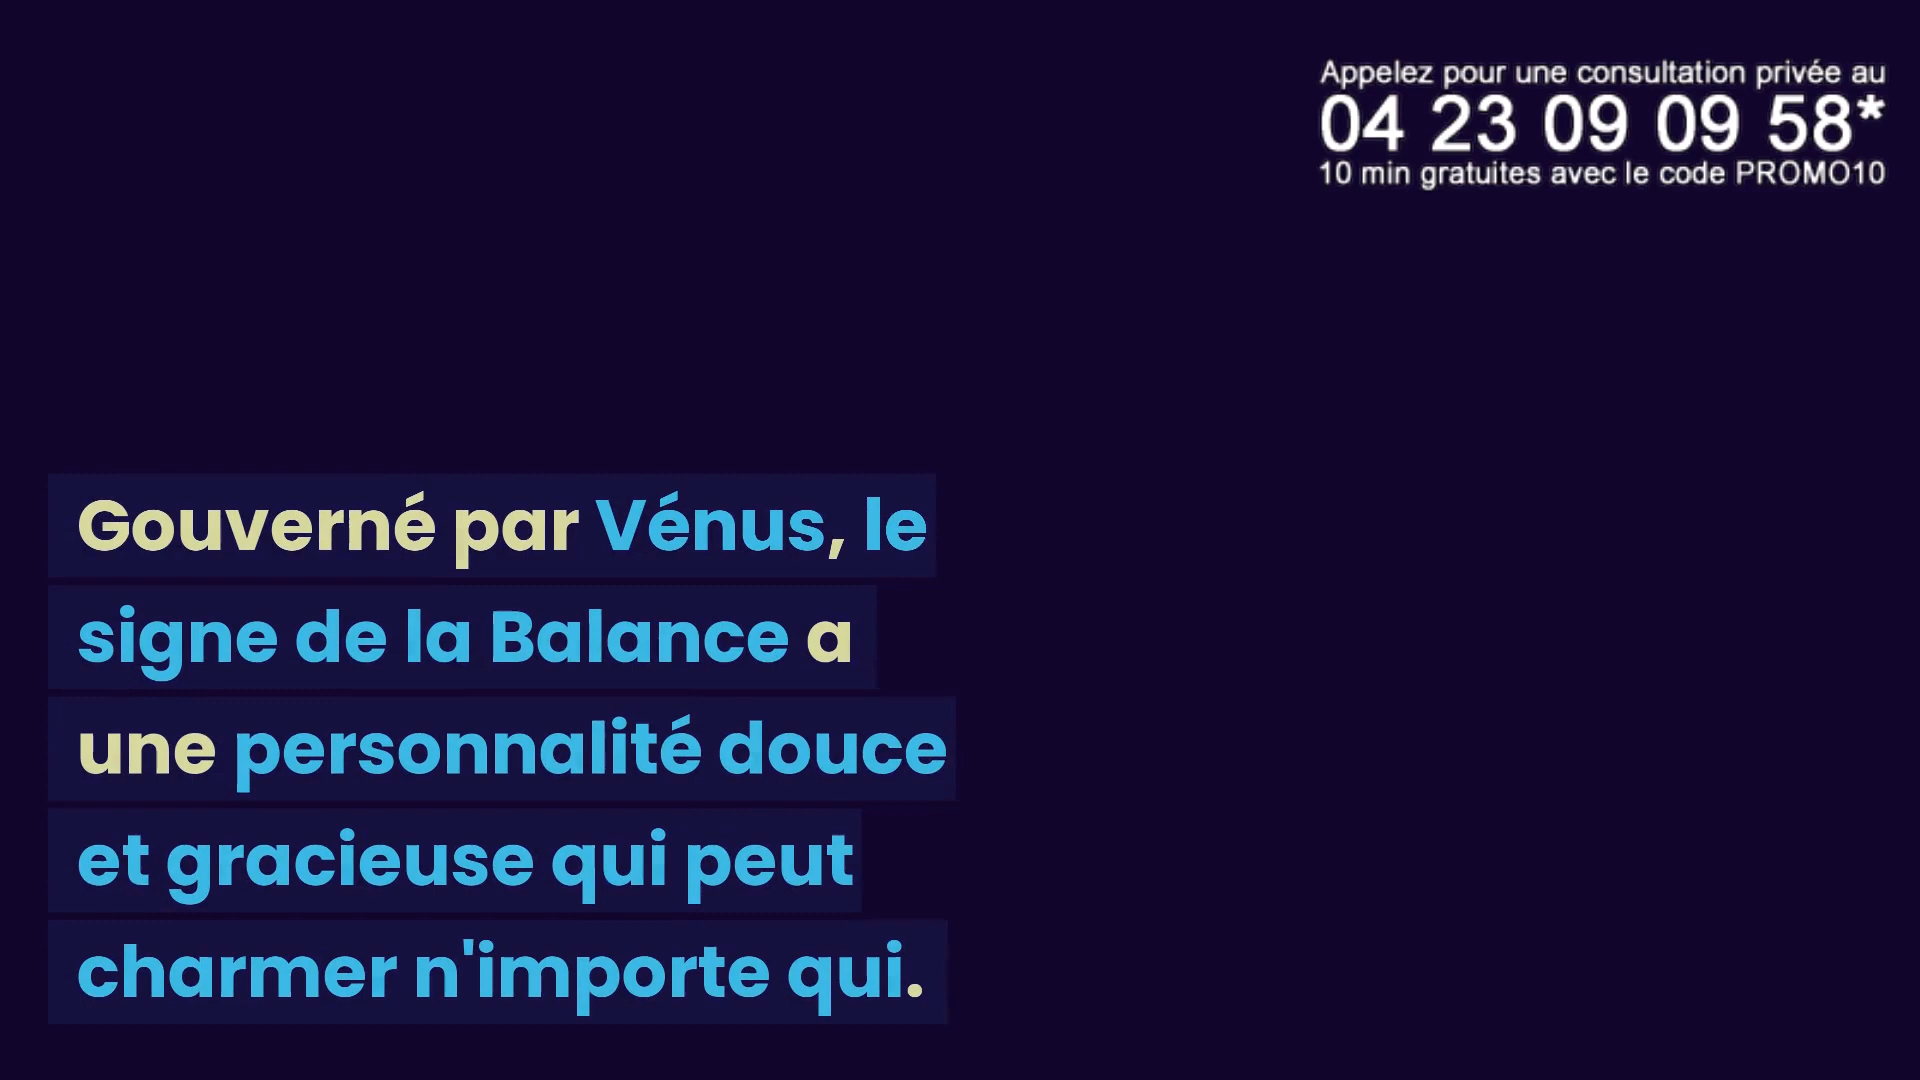 Appelez pour une consultation privée au
04 23 09 09 58*
10 min gratuites avec le code PROMO10
Gouverné par Vénus, le
signe de la Balance a
une personnalité douce
et gracieuse qui peut
charmer n'importe qui.